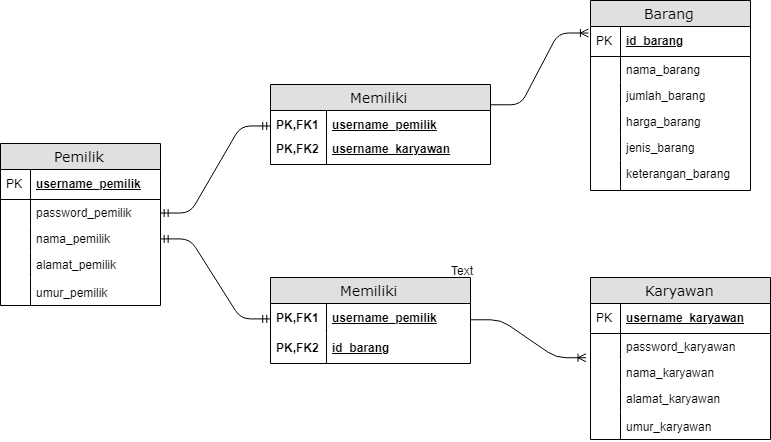 Barang
PK id_barang
nama_barang
jumlah_barang
harga_barang
jenis_barang
keterangan_barang
Memiliki
PK,FK1 username_pemilik
PK,FK2 username_karyawan
Pemilik
PK username_pemilik
password_pemilik
nama_pemilik
alamat_pemilik
umur_pemilik
Text
Memiliki
PK,FK1 username_pemilik
PK,FK2 id_barang
Karyawan
PK username_karyawan
password_karyawan
nama_karyawan
alamat_karyawan
umur_karyawan